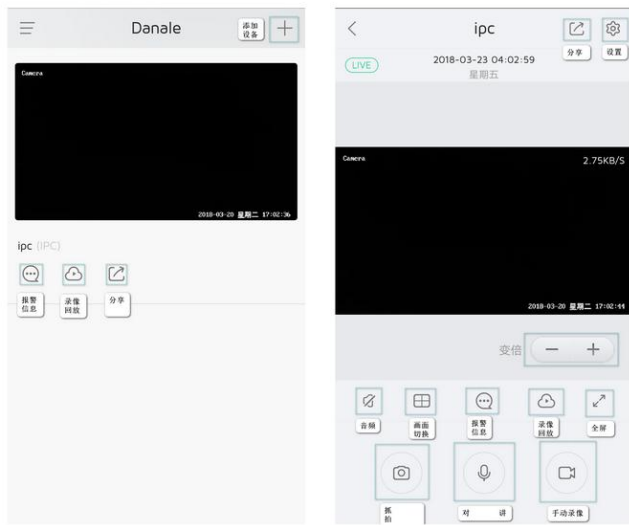 Danale
添加
设备
Camera
2018-03-20 星期二 17:02:36
ipc (IPC)
报警
信息
录像
回放
分享
ipc
分享
设置
LIVE
2018-03-23 04:02:59
星期五
Camera
2.75KB/S
2018-03-20 星期二 17:02:44
变倍
音频
画面
切换
报警
信息
录像
回放
全屏
抓
拍
对 讲
手动录像